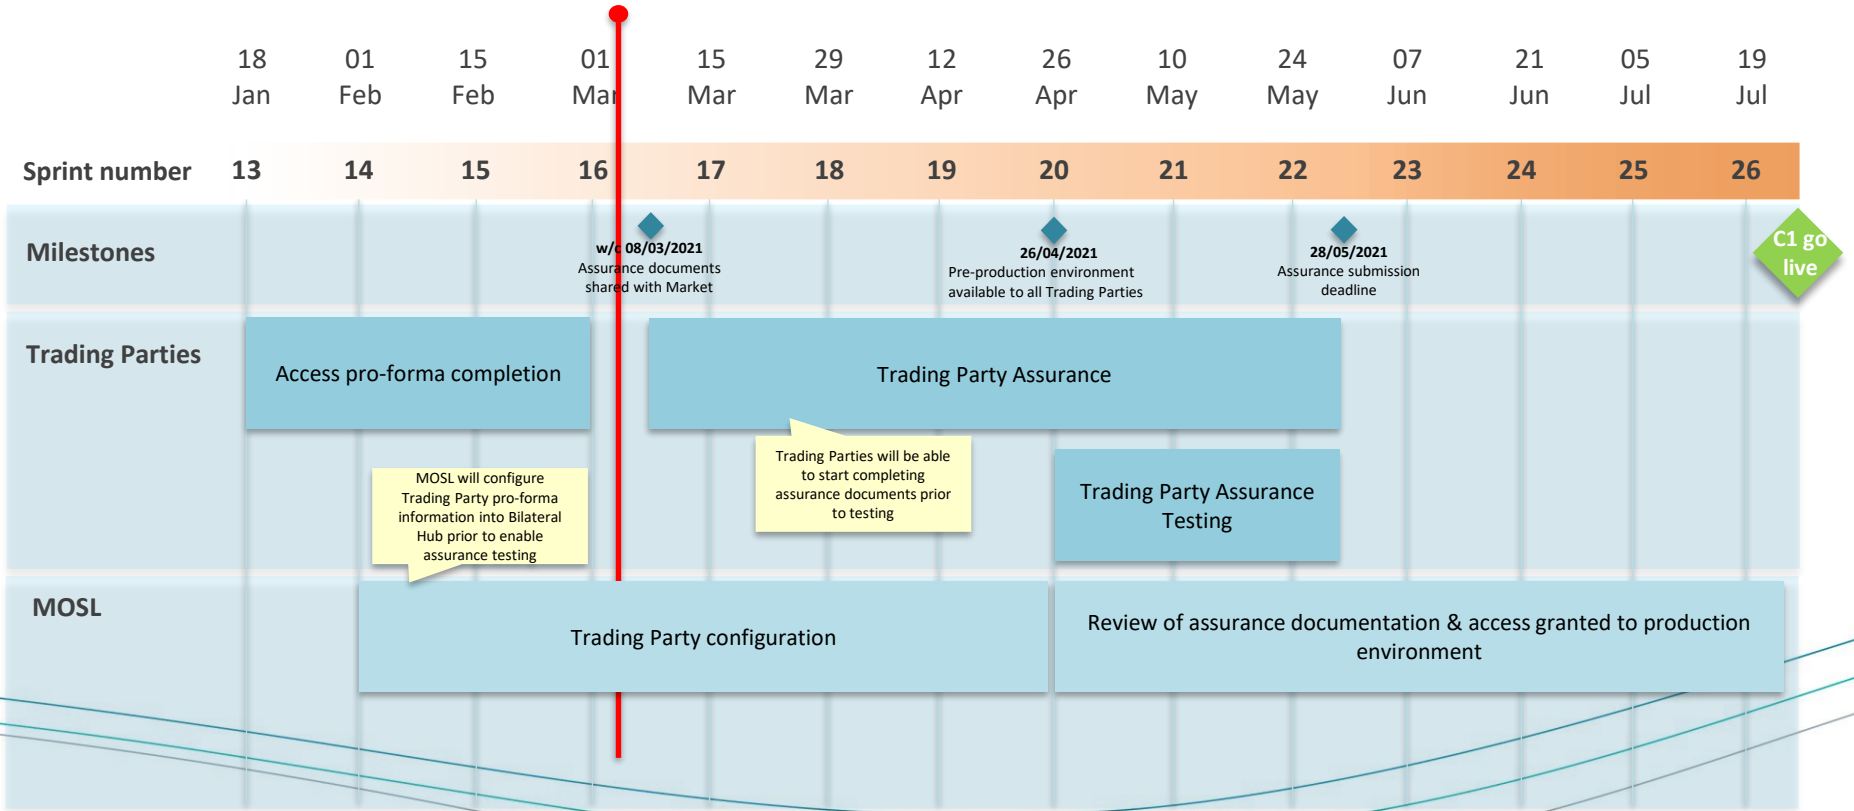 18 01 15 01 15 29 12 26 10 24 07 21 05 19
Jan Feb Feb Mar Mar Mar Apr Apr May May Jun Jun Jul Jul
Sprint number 13 14 15 16 17 18 19 20 21 22 23 24 25 26
Milestones
w/c 08/03/2021
Assurance documents
shared with Market
26/04/2021
Pre-production environment
available to all Trading Parties
28/05/2021
Assurance submission
deadline
C1 go
live
Trading Parties
Access pro-forma completion
Trading Party Assurance
MOSL will configure
Trading Party pro-forma
information into Bilateral
Hub prior to enable
assurance testing
Trading Parties will be able
to start completing
assurance documents prior
to testing
Trading Party Assurance
Testing
MOSL
Trading Party configuration
Review of assurance documentation & access granted to production
environment